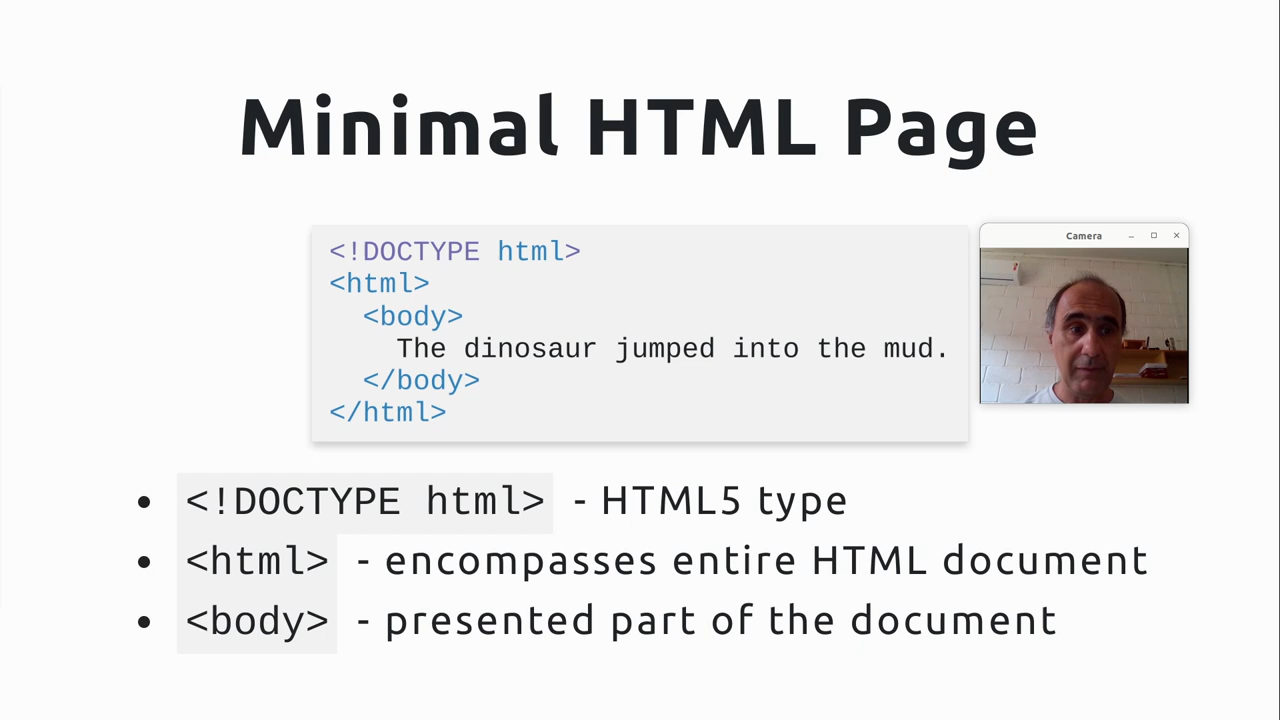 Minimal HTML Page
<!DOCTYPE html>
<html>
  <body>
    The dinosaur jumped into the mud.
  </body>
</html>
Camera
• <!DOCTYPE html> - HTML5 type
• <html> - encompasses entire HTML document
• <body> - presented part of the document